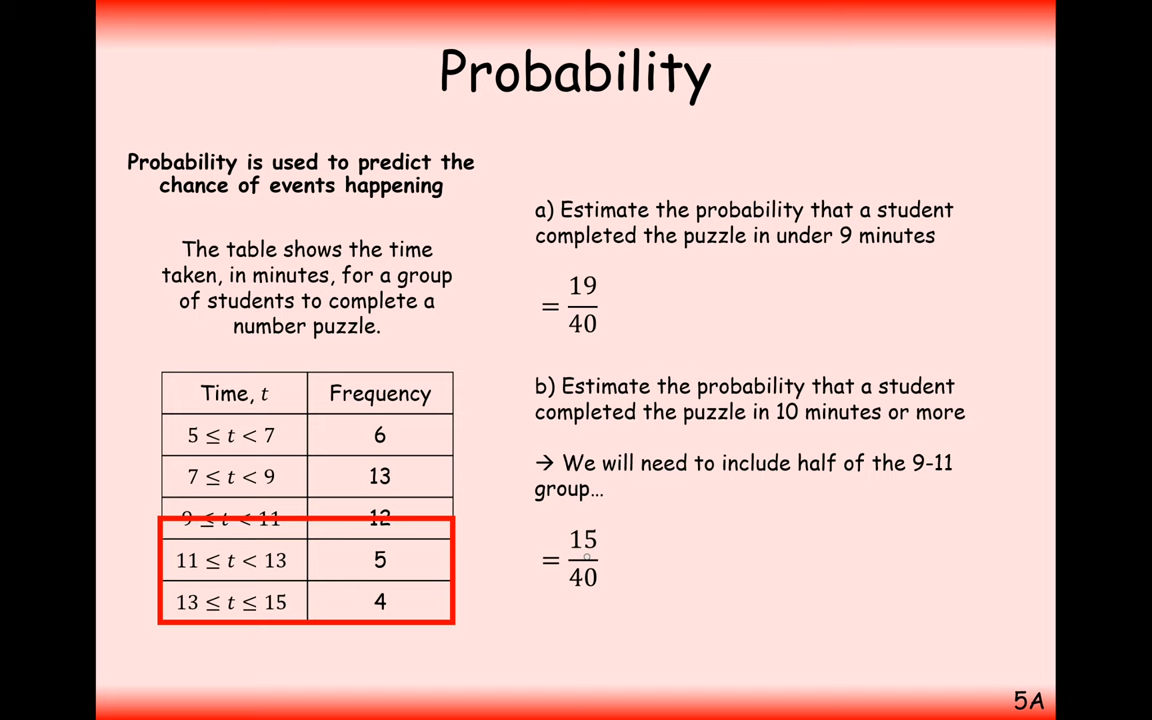 Probability
Probability is used to predict the
chance of events happening
The table shows the time
taken, in minutes, for a group
of students to complete a
number puzzle.
Time, t Frequency
5 ≤ t < 7 6
7 ≤ t < 9 13
9 ≤ t < 11 12
11 ≤ t < 13 5
13 ≤ t ≤ 15 4
a) Estimate the probability that a student
completed the puzzle in under 9 minutes
= 19/40
b) Estimate the probability that a student
completed the puzzle in 10 minutes or more
→ We will need to include half of the 9-11
group…
= 15/40
5A